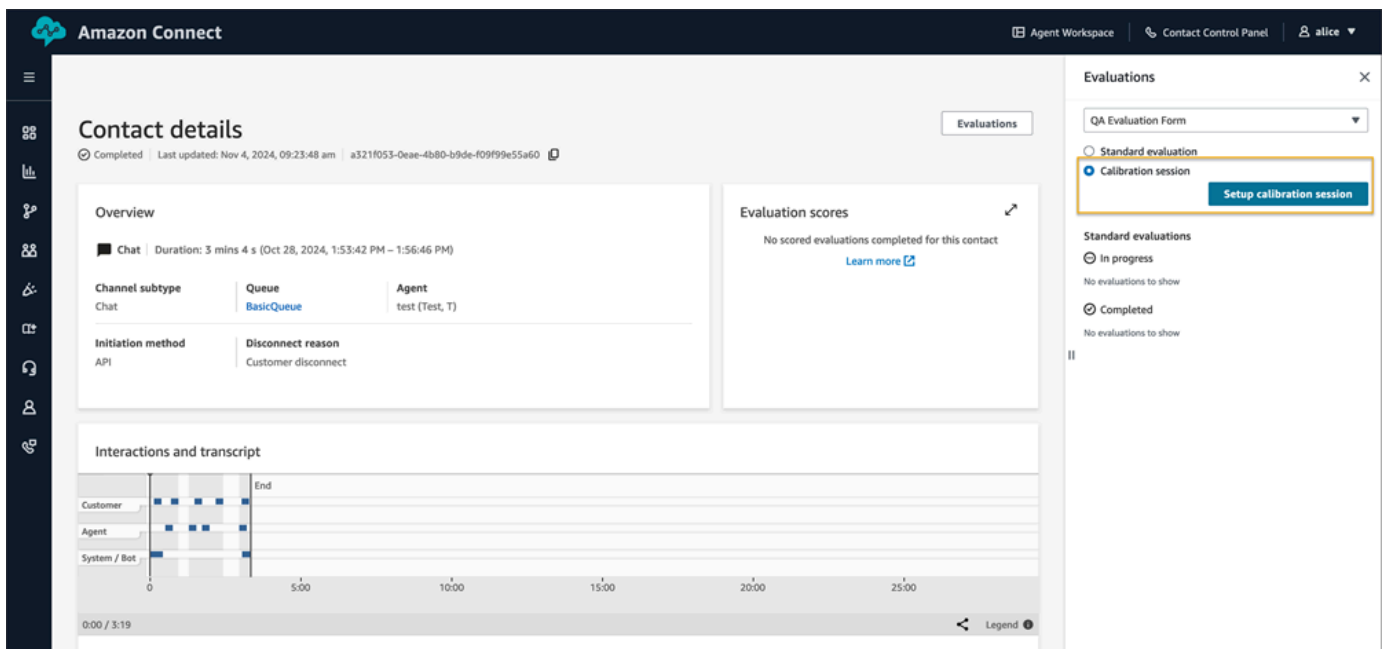 Amazon Connect
Agent Workspace
Contact Control Panel
alice
Evaluations
QA Evaluation Form
Standard evaluation
Calibration session
Setup calibration session
Standard evaluations
In progress
No evaluations to show
Completed
No evaluations to show
Contact details
Evaluations
Completed Last updated: Nov 4, 2024, 09:23:48 am a321f053-0eae-4b80-b9de-f09f99e55a60
Overview
Chat Duration: 3 mins 4 s (Oct 28, 2024, 1:53:42 PM – 1:56:46 PM)
Channel subtype Queue Agent
Chat BasicQueue test (Test, T)
Initiation method Disconnect reason
API Customer disconnect
Evaluation scores
No scored evaluations completed for this contact
Learn more
Interactions and transcript
End
Customer
Agent
System / Bot
0 5:00 10:00 15:00 20:00 25:00
0:00 / 3:19 Legend